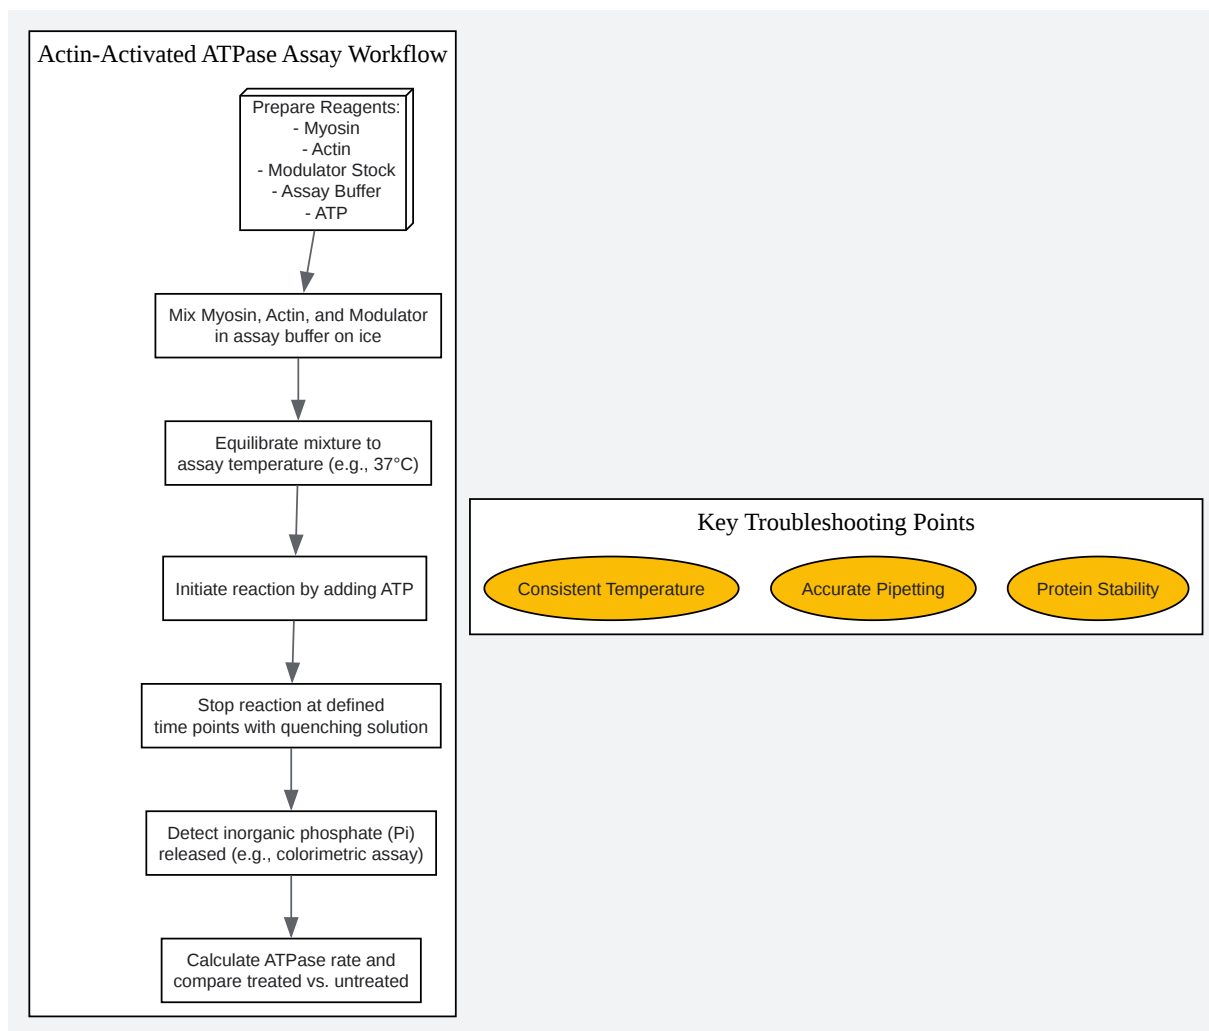 Actin-Activated ATPase Assay Workflow
Prepare Reagents:
- Myosin
- Actin
- Modulator Stock
- Assay Buffer
- ATP
Mix Myosin, Actin, and Modulator
in assay buffer on ice
Equilibrate mixture to
assay temperature (e.g., 37°C)
Initiate reaction by adding ATP
Stop reaction at defined
time points with quenching solution
Detect inorganic phosphate (Pi)
released (e.g., colorimetric assay)
Calculate ATPase rate and
compare treated vs. untreated
Key Troubleshooting Points
Consistent Temperature
Accurate Pipetting
Protein Stability